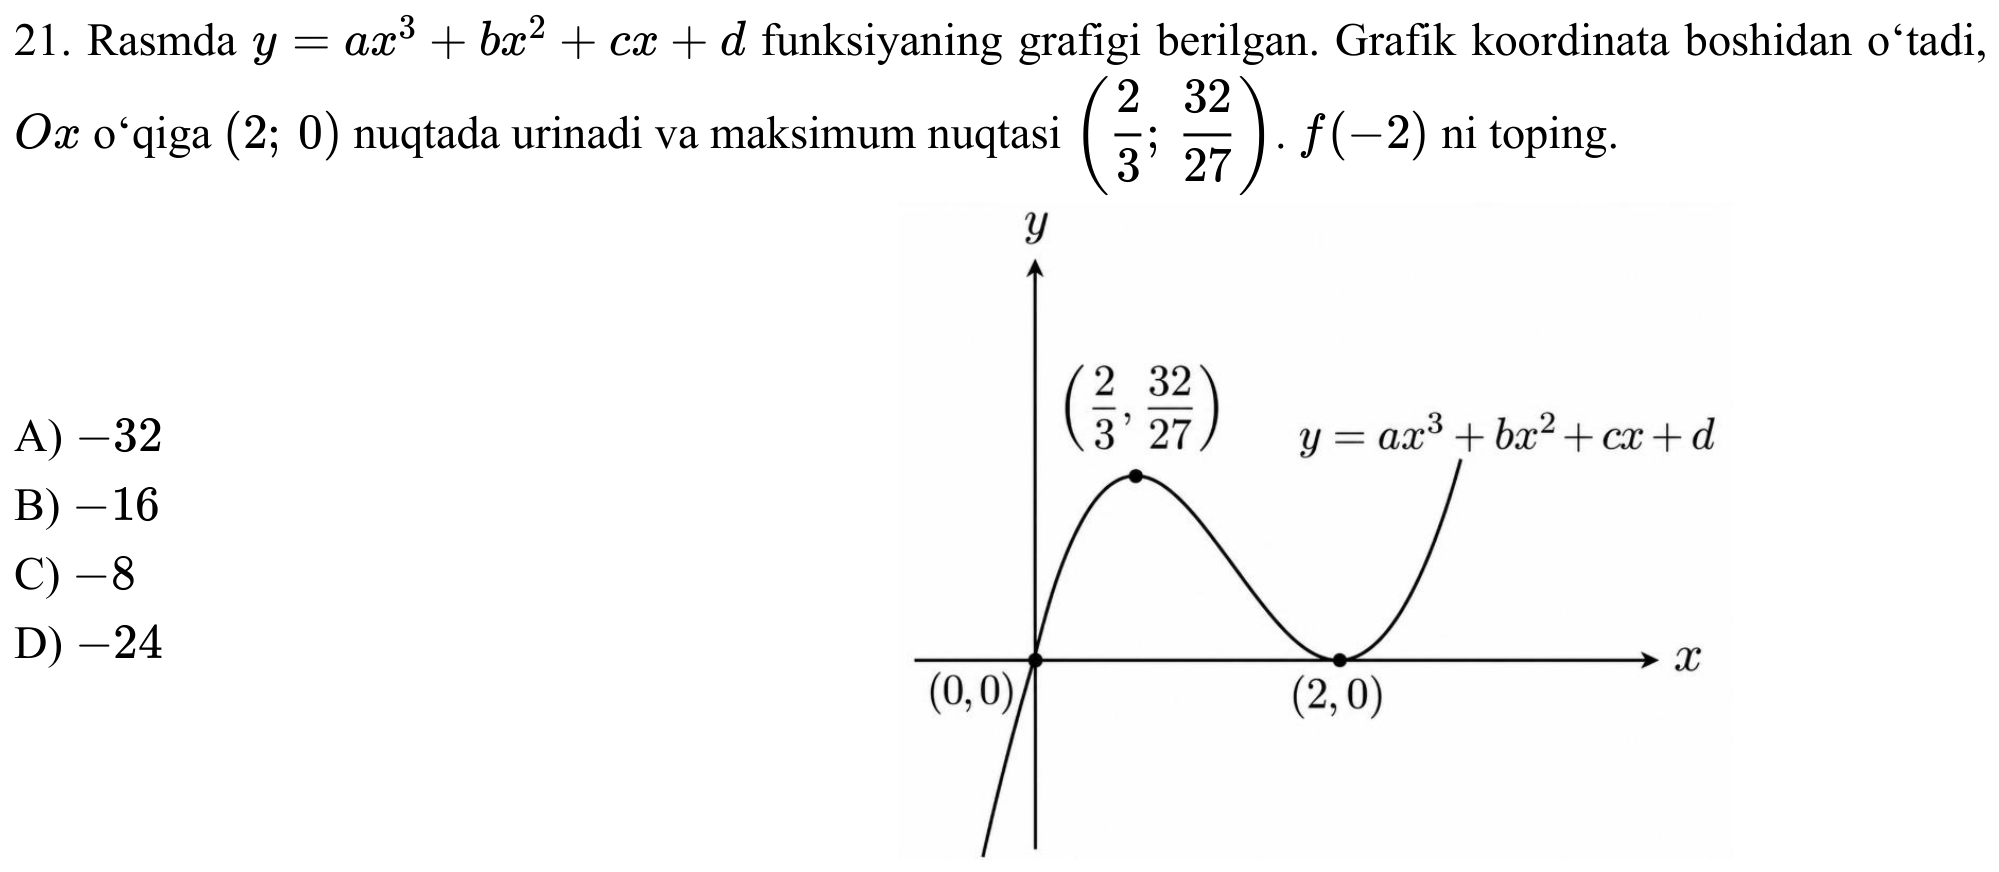 21. Rasmda y = ax³ + bx² + cx + d funksiyaning grafigi berilgan. Grafik koordinata boshidan o‘tadi,
Ox o‘qiga (2; 0) nuqtada urinadi va maksimum nuqtasi (2/3; 32/27). f(−2) ni toping.
y
(2/3, 32/27)
y = ax³ + bx² + cx + d
A) −32
B) −16
C) −8
D) −24
x
(0,0)
(2,0)